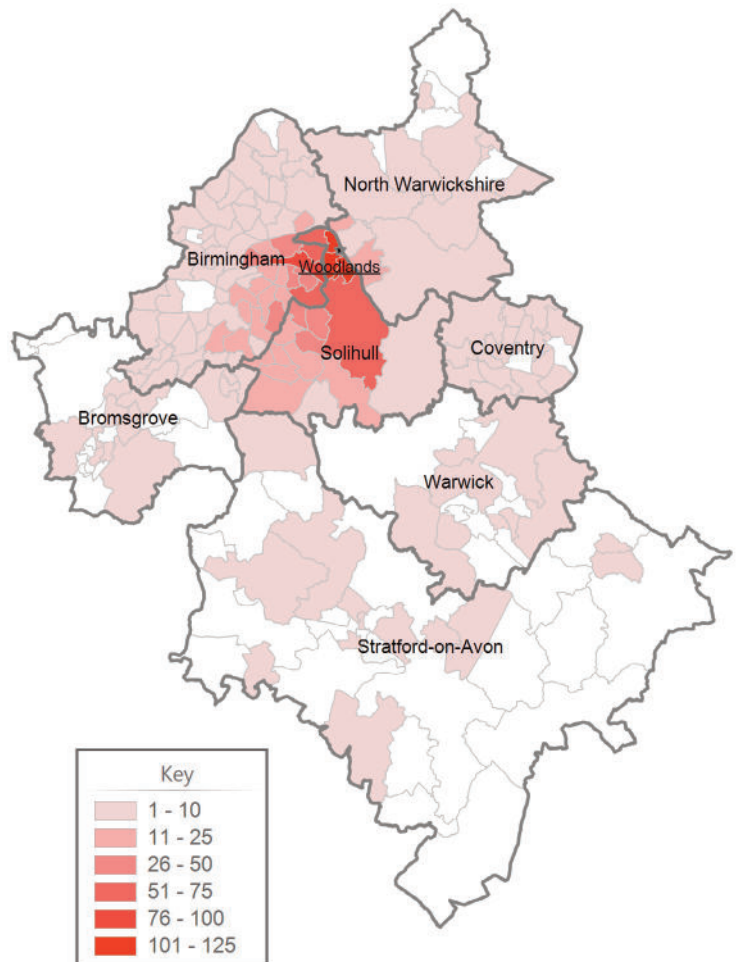 North Warwickshire
Birmingham
Woodlands
Solihull
Coventry
Bromsgrove
Warwick
Stratford-on-Avon
Key
1 - 10
11 - 25
26 - 50
51 - 75
76 - 100
101 - 125